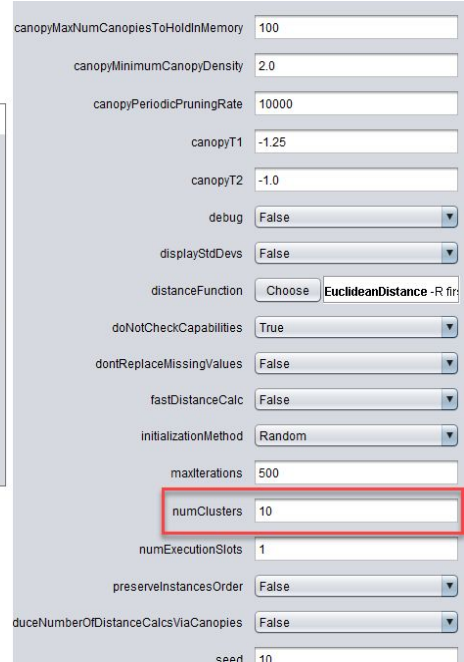 canopyMaxNumCanopiesToHoldInMemory 100
canopyMinimumCanopyDensity 2.0
canopyPeriodicPruningRate 10000
canopyT1 -1.25
canopyT2 -1.0
debug False
displayStdDevs False
distanceFunction Choose EuclideanDistance -R fir
doNotCheckCapabilities True
dontReplaceMissingValues False
fastDistanceCalc False
initializationMethod Random
maxIterations 500
numClusters 10
numExecutionSlots 1
preserveInstancesOrder False
duceNumberOfDistanceCalcsViaCanopies False
seed 10